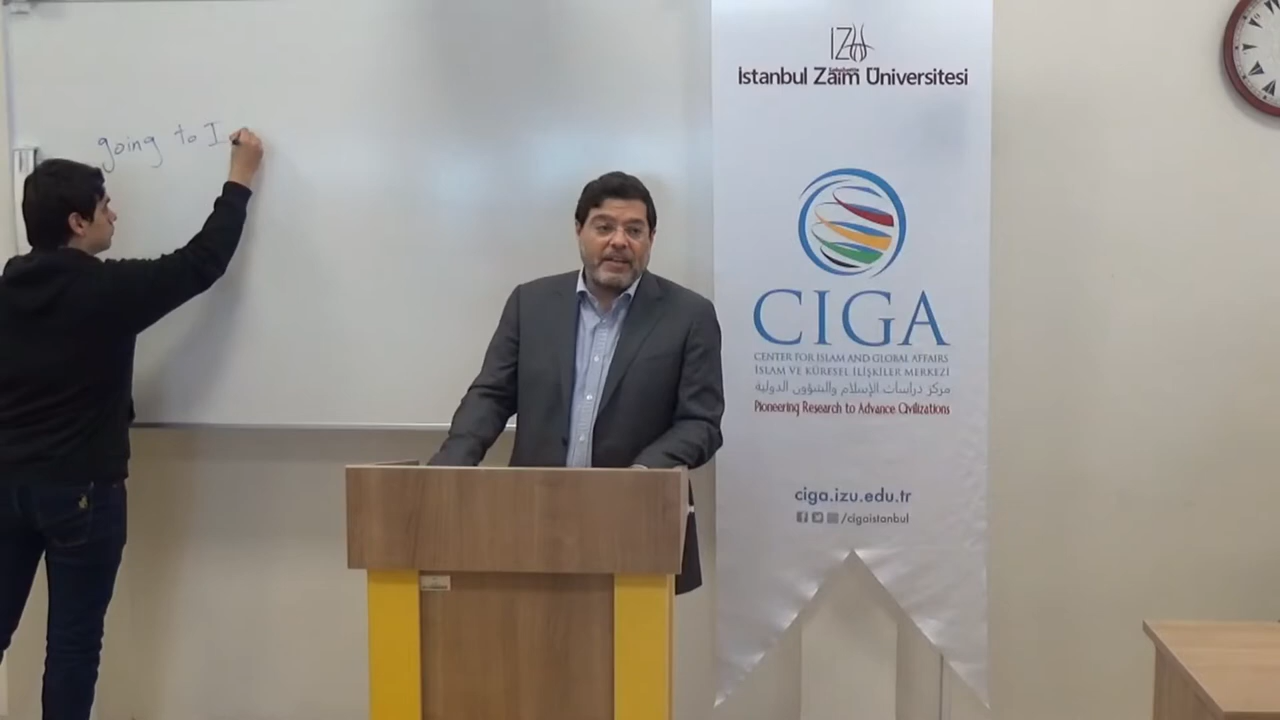 going to I
IZU
İstanbul Zaim Üniversitesi
CIGA
CENTER FOR ISLAM AND GLOBAL AFFAIRS
İSLAM VE KÜRESEL İLİŞKİLER MERKEZİ
مركز دراسات الإسلام والشؤون الدولية
Pioneering Research to Advance Civilizations
ciga.izu.edu.tr
/cigaistanbul